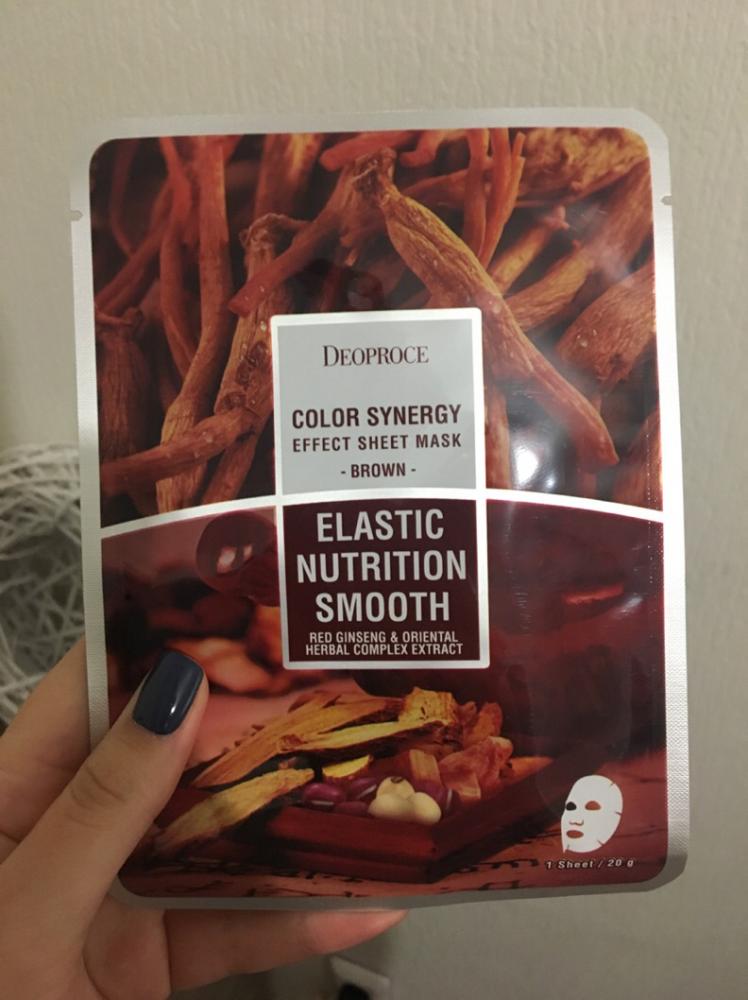 DEOPROCE
COLOR SYNERGY
EFFECT SHEET MASK
- BROWN -
ELASTIC
NUTRITION
SMOOTH
RED GINSENG & ORIENTAL
HERBAL COMPLEX EXTRACT
1 Sheet / 20 g